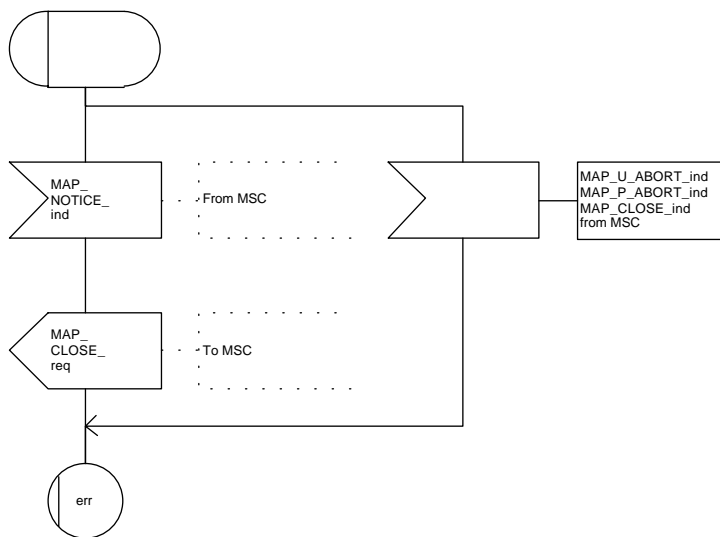 MAP_
NOTICE_
ind
From MSC
MAP_U_ABORT_ind
MAP_P_ABORT_ind
MAP_CLOSE_ind
from MSC
MAP_
CLOSE_
req
To MSC
err